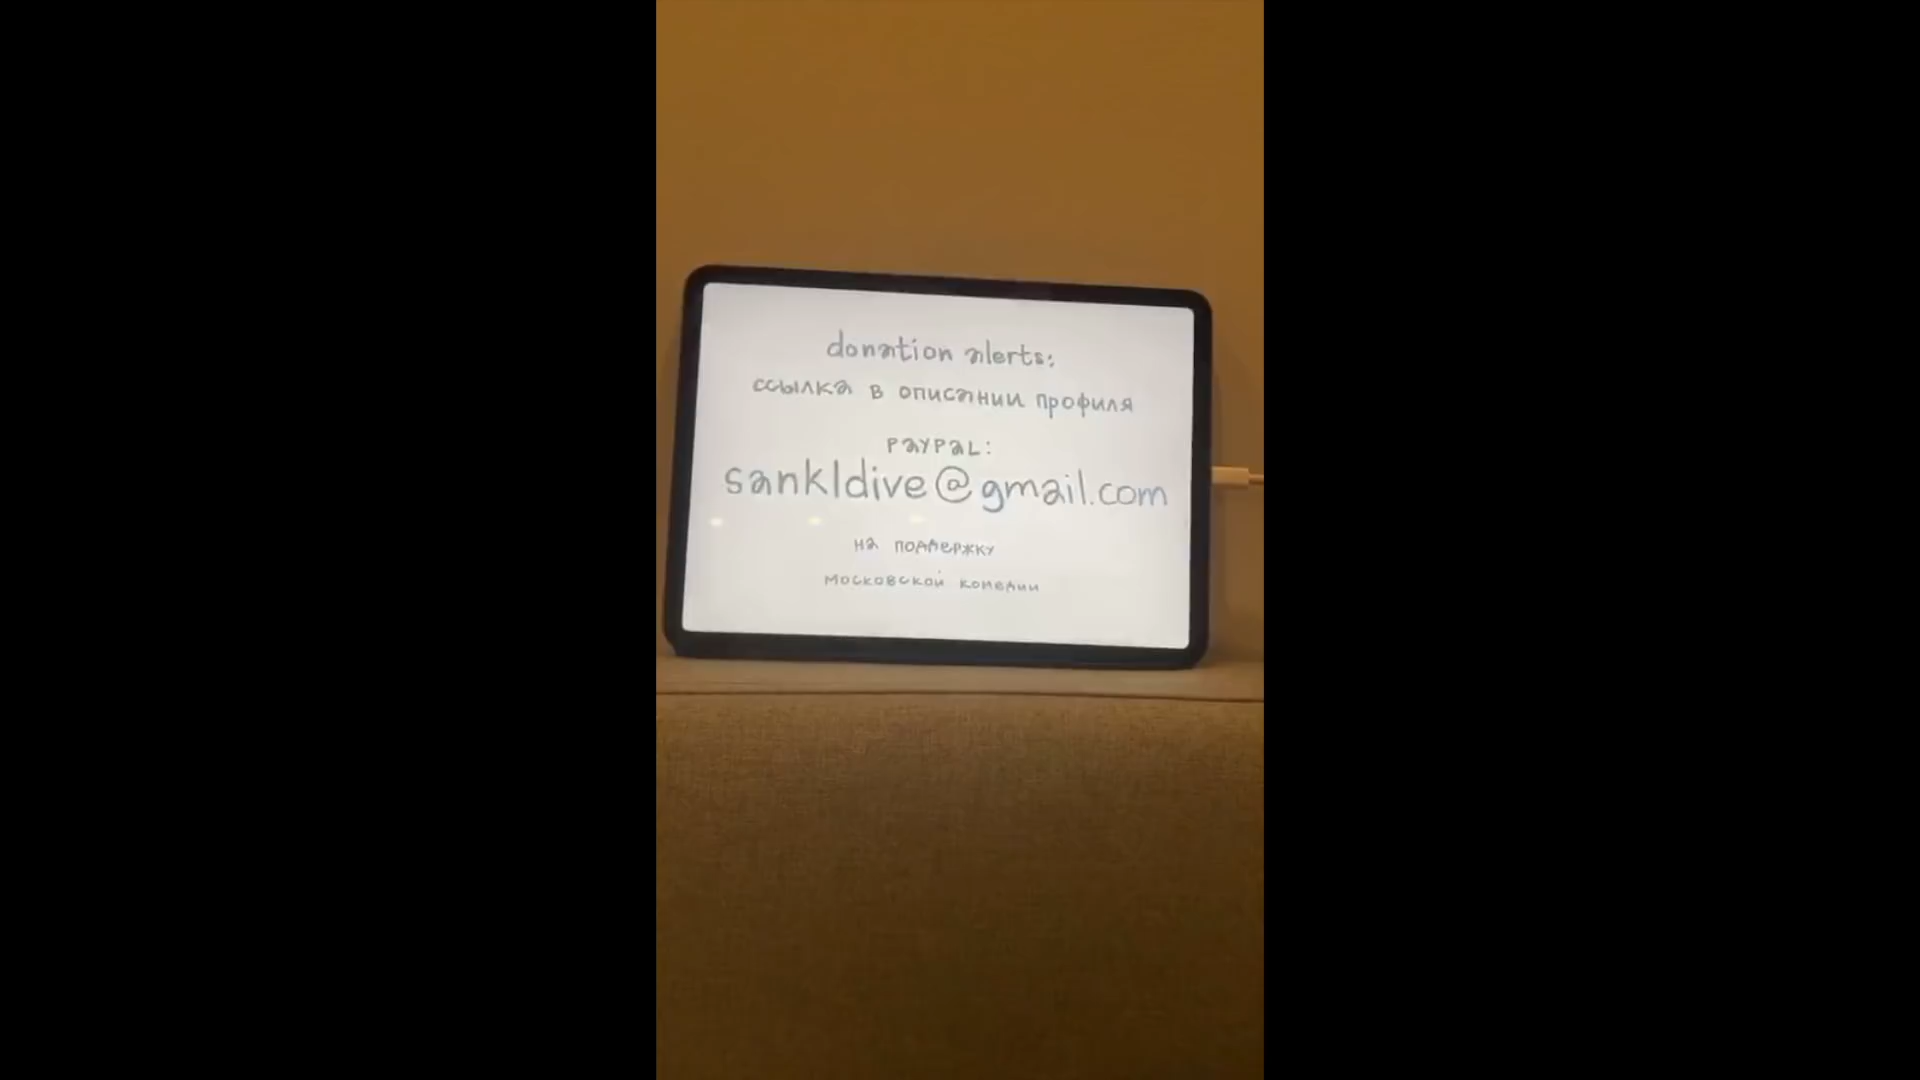 donation alerts:
ссылка в описании профиля
PAYPAL:
sankldive@gmail.com
на поддержку
московской комедии